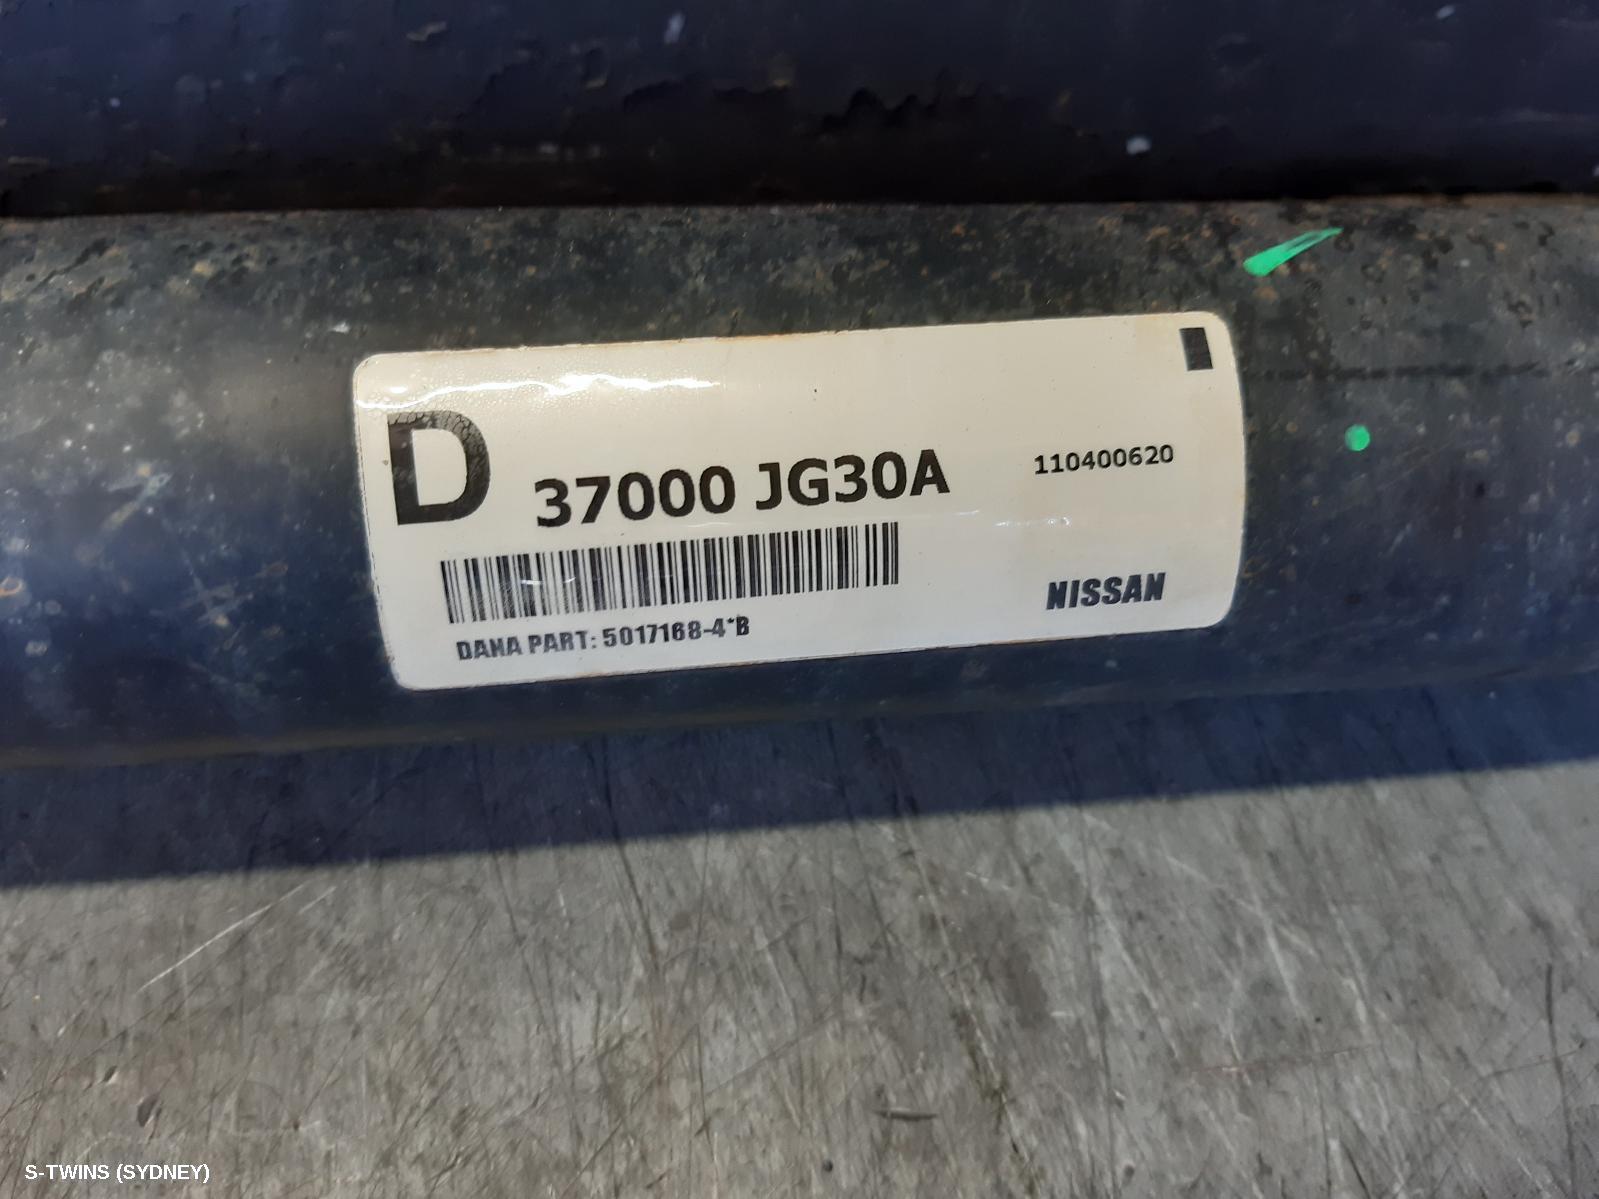 D
37000 JG30A
110400620
DANA PART: 5017168-4*B
NISSAN
S-TWINS (SYDNEY)